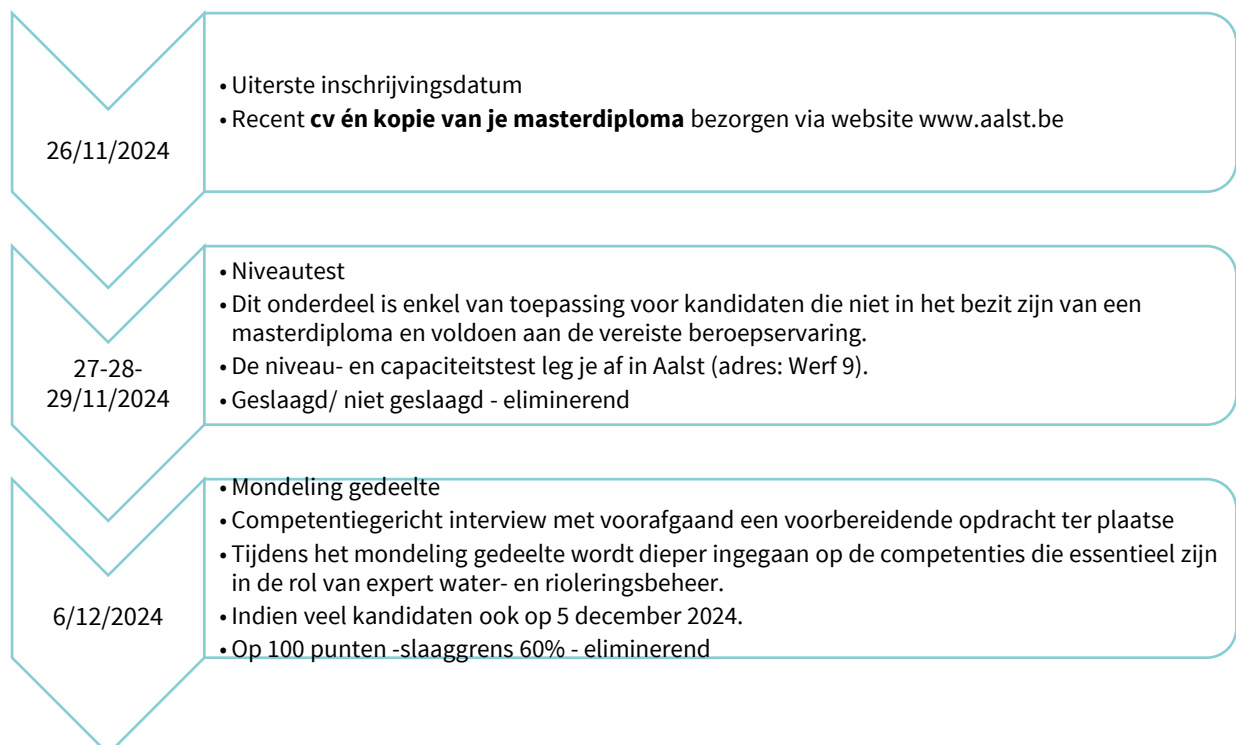 26/11/2024
• Uiterste inschrijvingsdatum
• Recent cv én kopie van je masterdiploma bezorgen via website www.aalst.be
27-28-
29/11/2024
• Niveautest
• Dit onderdeel is enkel van toepassing voor kandidaten die niet in het bezit zijn van een
masterdiploma en voldoen aan de vereiste beroepservaring.
• De niveau- en capaciteitstest leg je af in Aalst (adres: Werf 9).
• Geslaagd/ niet geslaagd - eliminerend
6/12/2024
• Mondeling gedeelte
• Competentiegericht interview met voorafgaand een voorbereidende opdracht ter plaatse
• Tijdens het mondeling gedeelte wordt dieper ingegaan op de competenties die essentieel zijn
in de rol van expert water- en rioleringsbeheer.
• Indien veel kandidaten ook op 5 december 2024.
• Op 100 punten -slaaggrens 60% - eliminerend